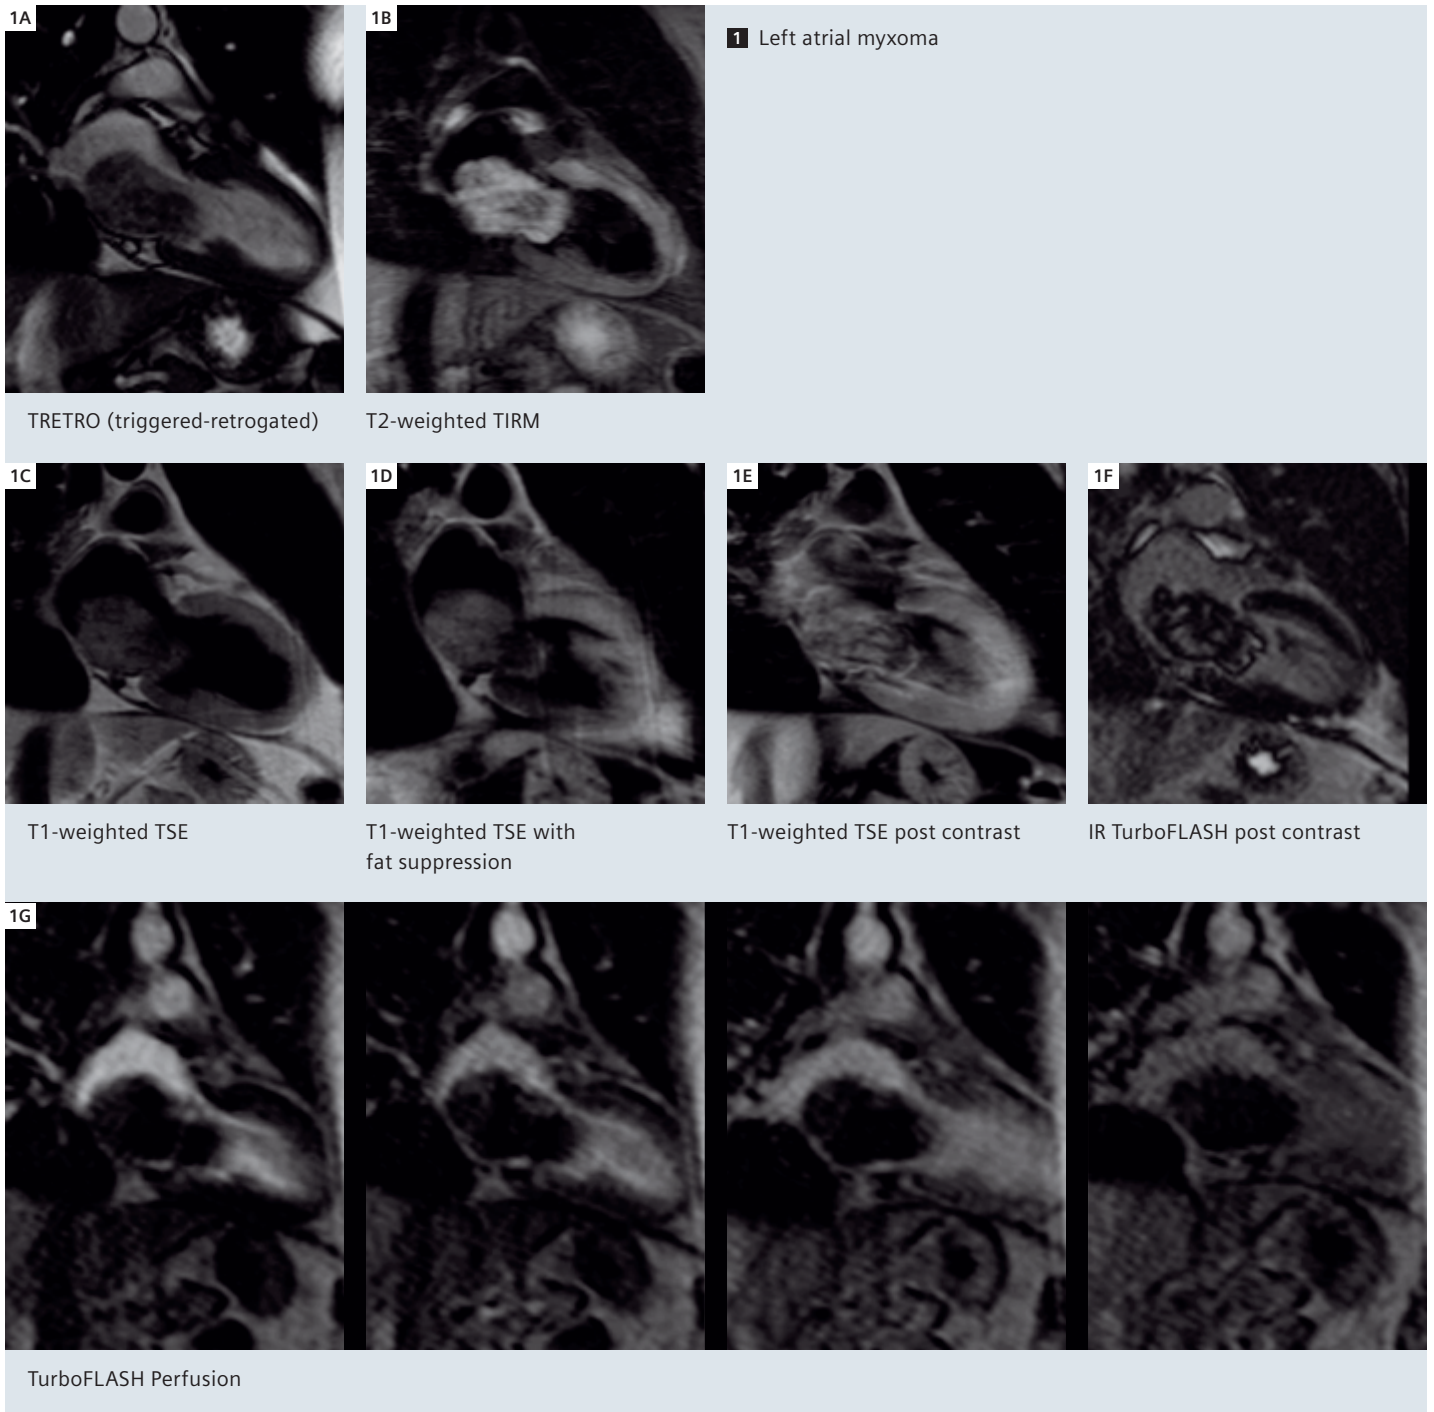 1A
1B
1 Left atrial myxoma
TRETRO (triggered-retrogated)
T2-weighted TIRM
1C
1D
1E
1F
T1-weighted TSE
T1-weighted TSE with
fat suppression
T1-weighted TSE post contrast
IR TurboFLASH post contrast
1G
TurboFLASH Perfusion